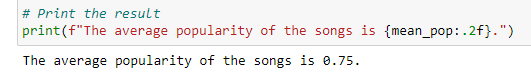 # Print the result
print(f"The average popularity of the songs is {mean_pop:.2f}.")
The average popularity of the songs is 0.75.